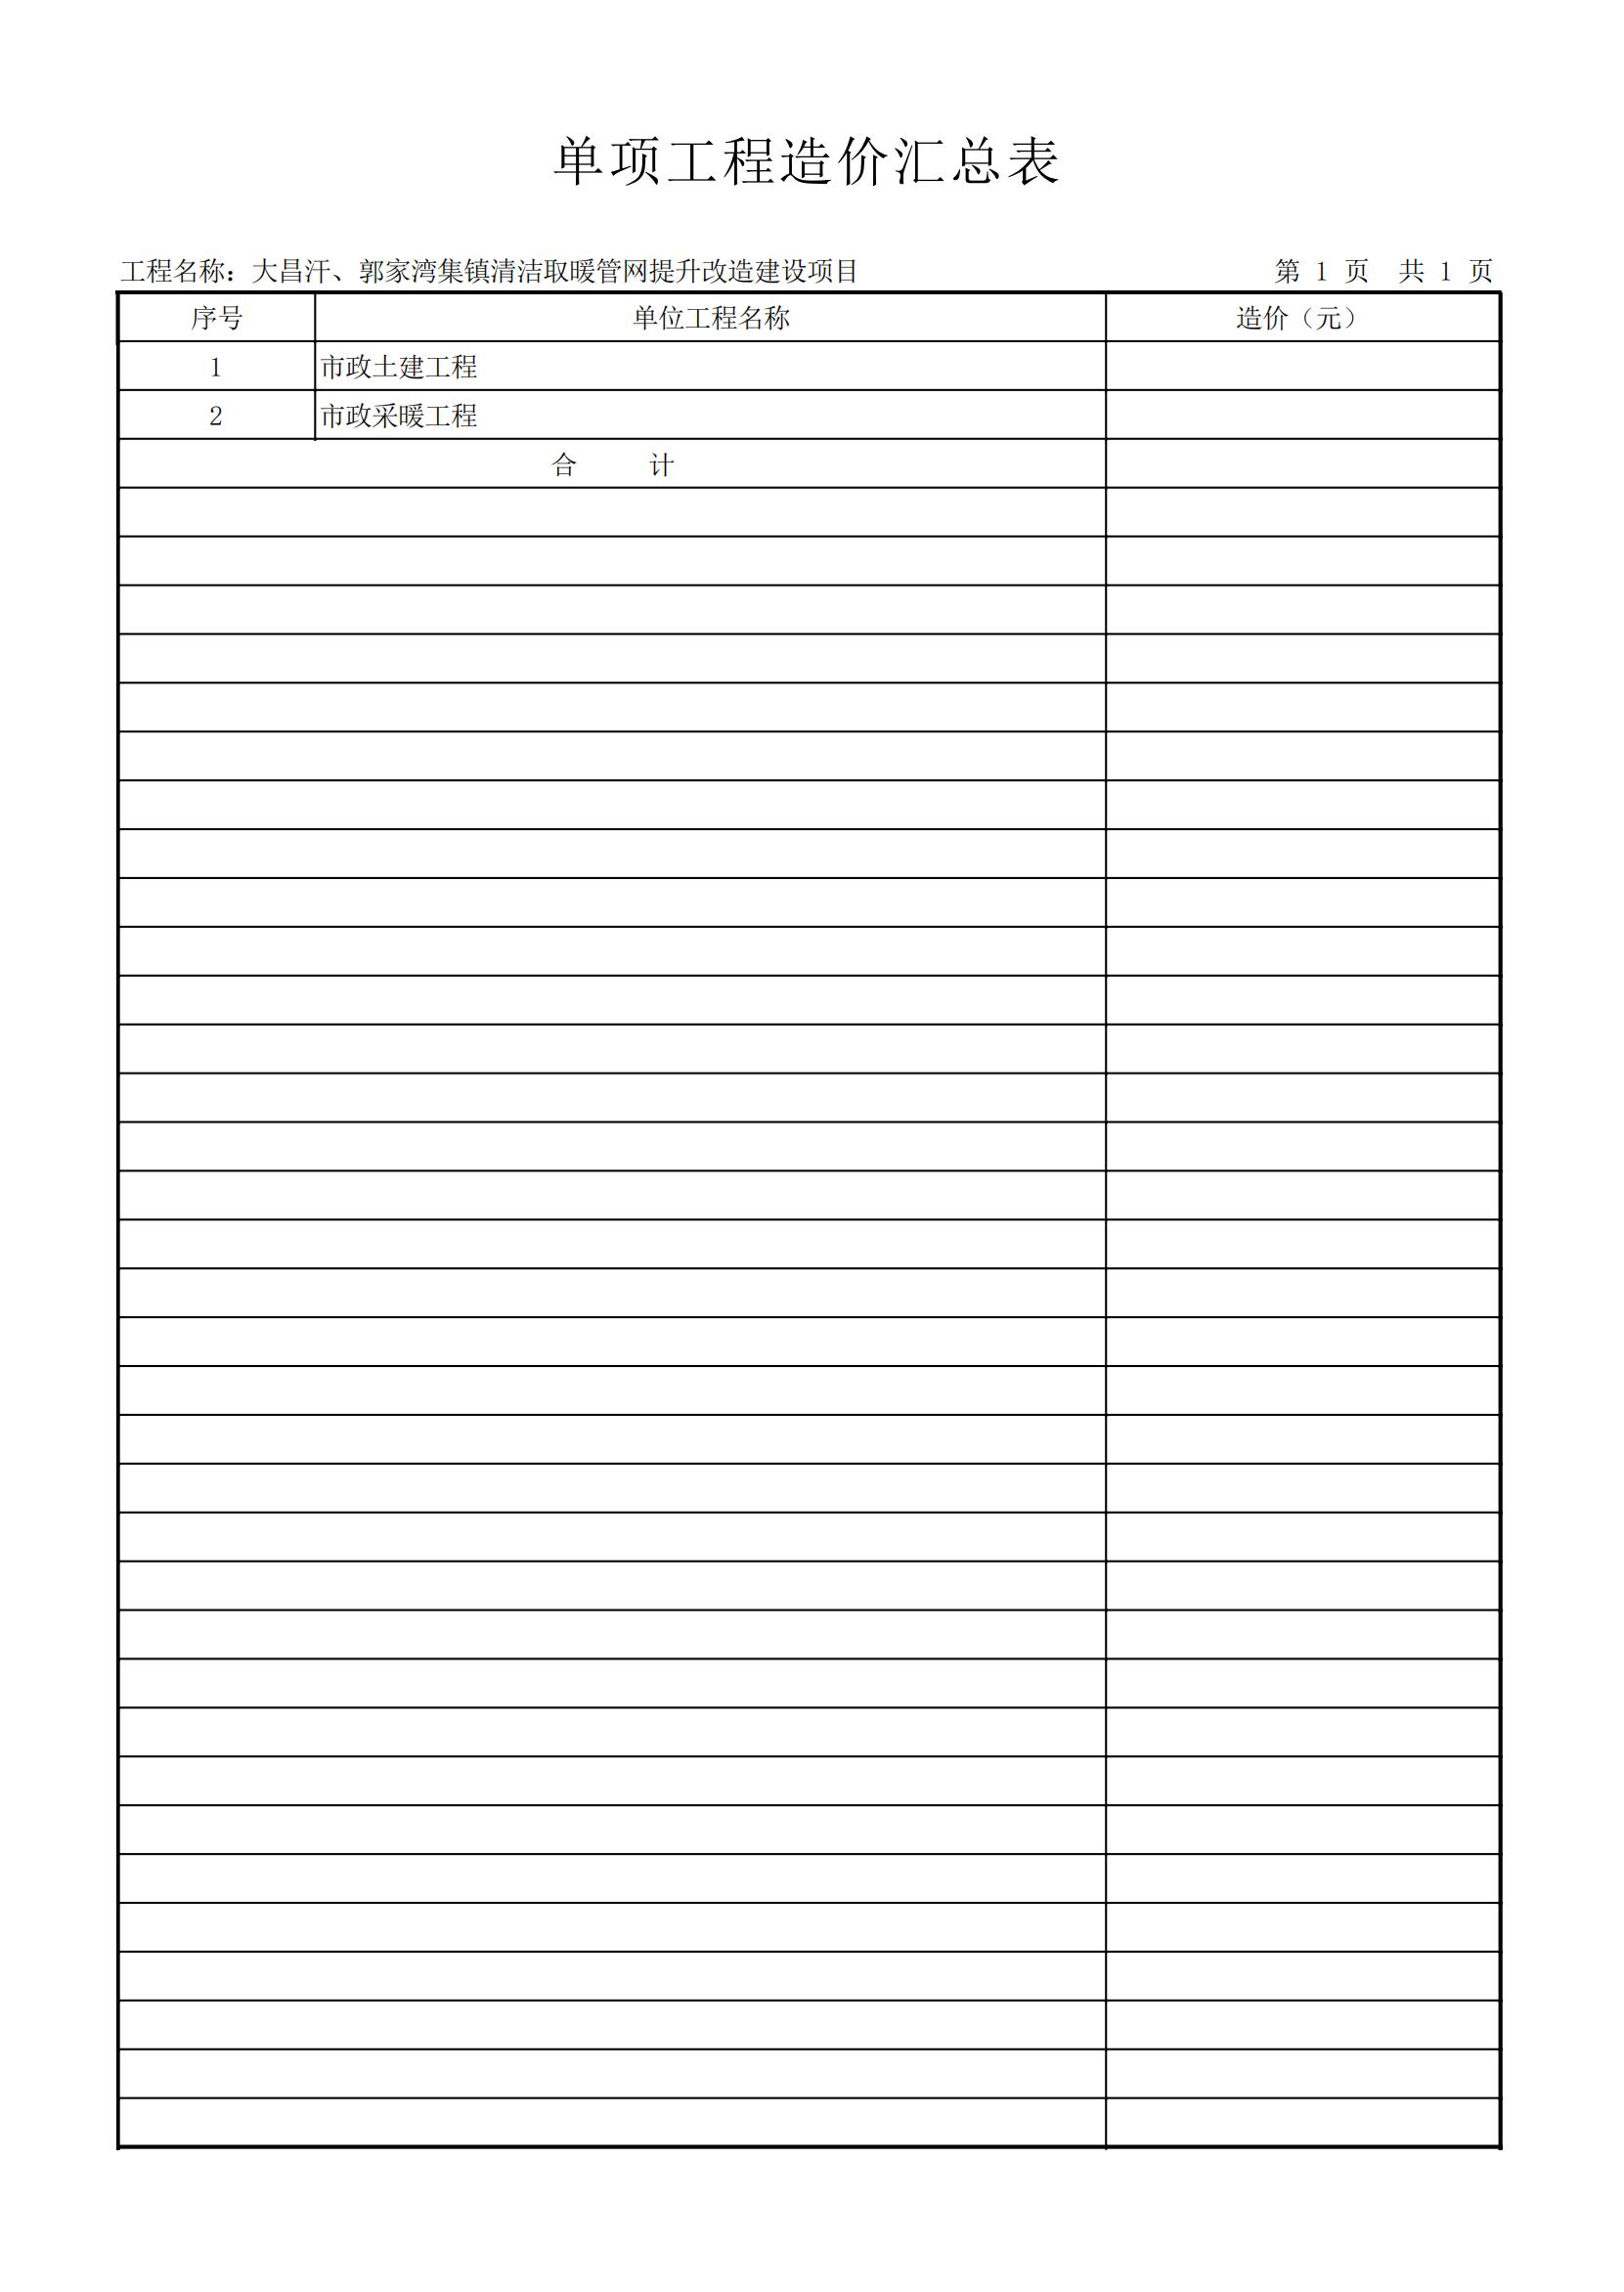 单项工程造价汇总表
工程名称：大昌汗、郭家湾集镇清洁取暖管网提升改造建设项目 第 1 页 共 1 页
序号 单位工程名称 造价（元）
1 市政土建工程
2 市政采暖工程
合 计